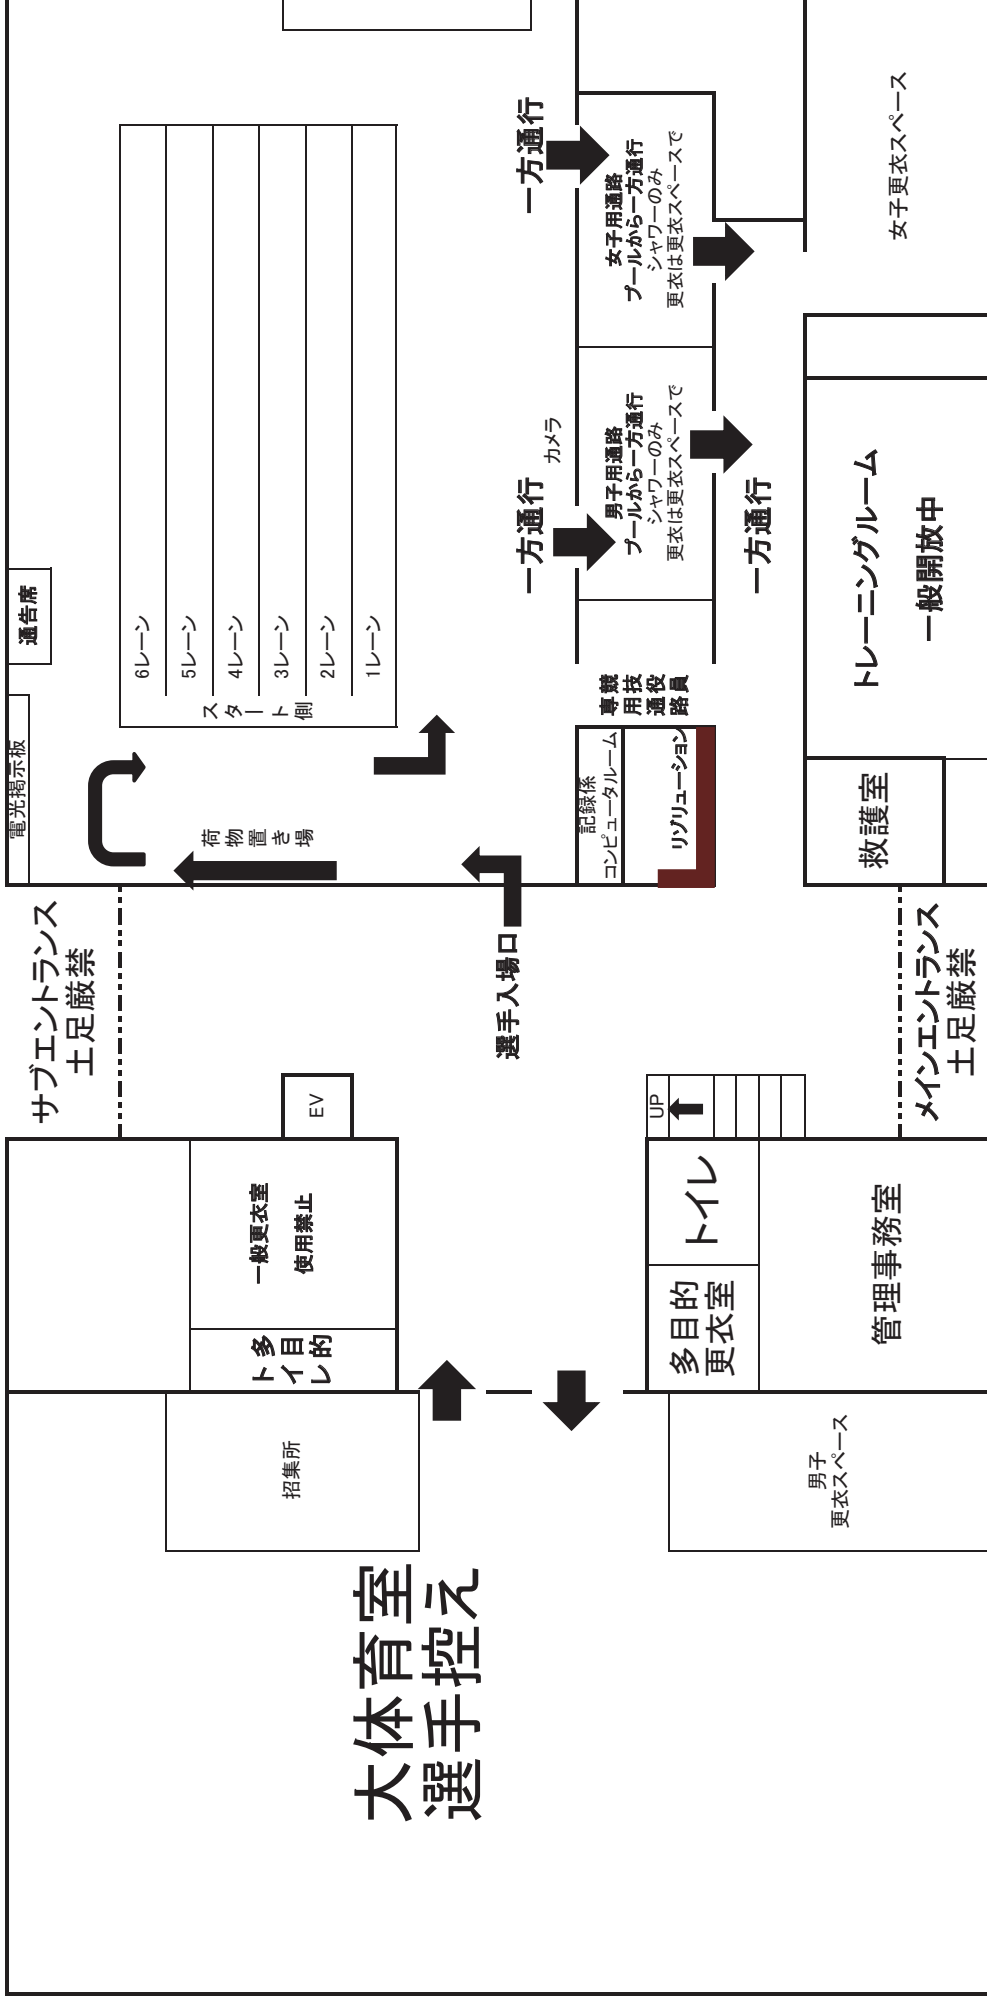 サブエントランス
土足厳禁
電光掲示板
通告席
6レーン
5レーン
4レーン
3レーン
2レーン
1レーン
スタート側
荷物置き場
一般更衣室
使用禁止
多目的
トイレ
EV
招集所
大体育室
選手控え
選手入場口
一方通行
カメラ
一方通行
記録係
コンピュータルーム
リゾリューション
競技役員
専用通路
男子用通路
プールから一方通行
シャワーのみ
更衣は更衣スペースで
女子用通路
プールから一方通行
シャワーのみ
更衣は更衣スペースで
一方通行
UP
トイレ
多目的
更衣室
管理事務室
男子
更衣スペース
メインエントランス
土足厳禁
救護室
トレーニングルーム
一般開放中
女子更衣スペース